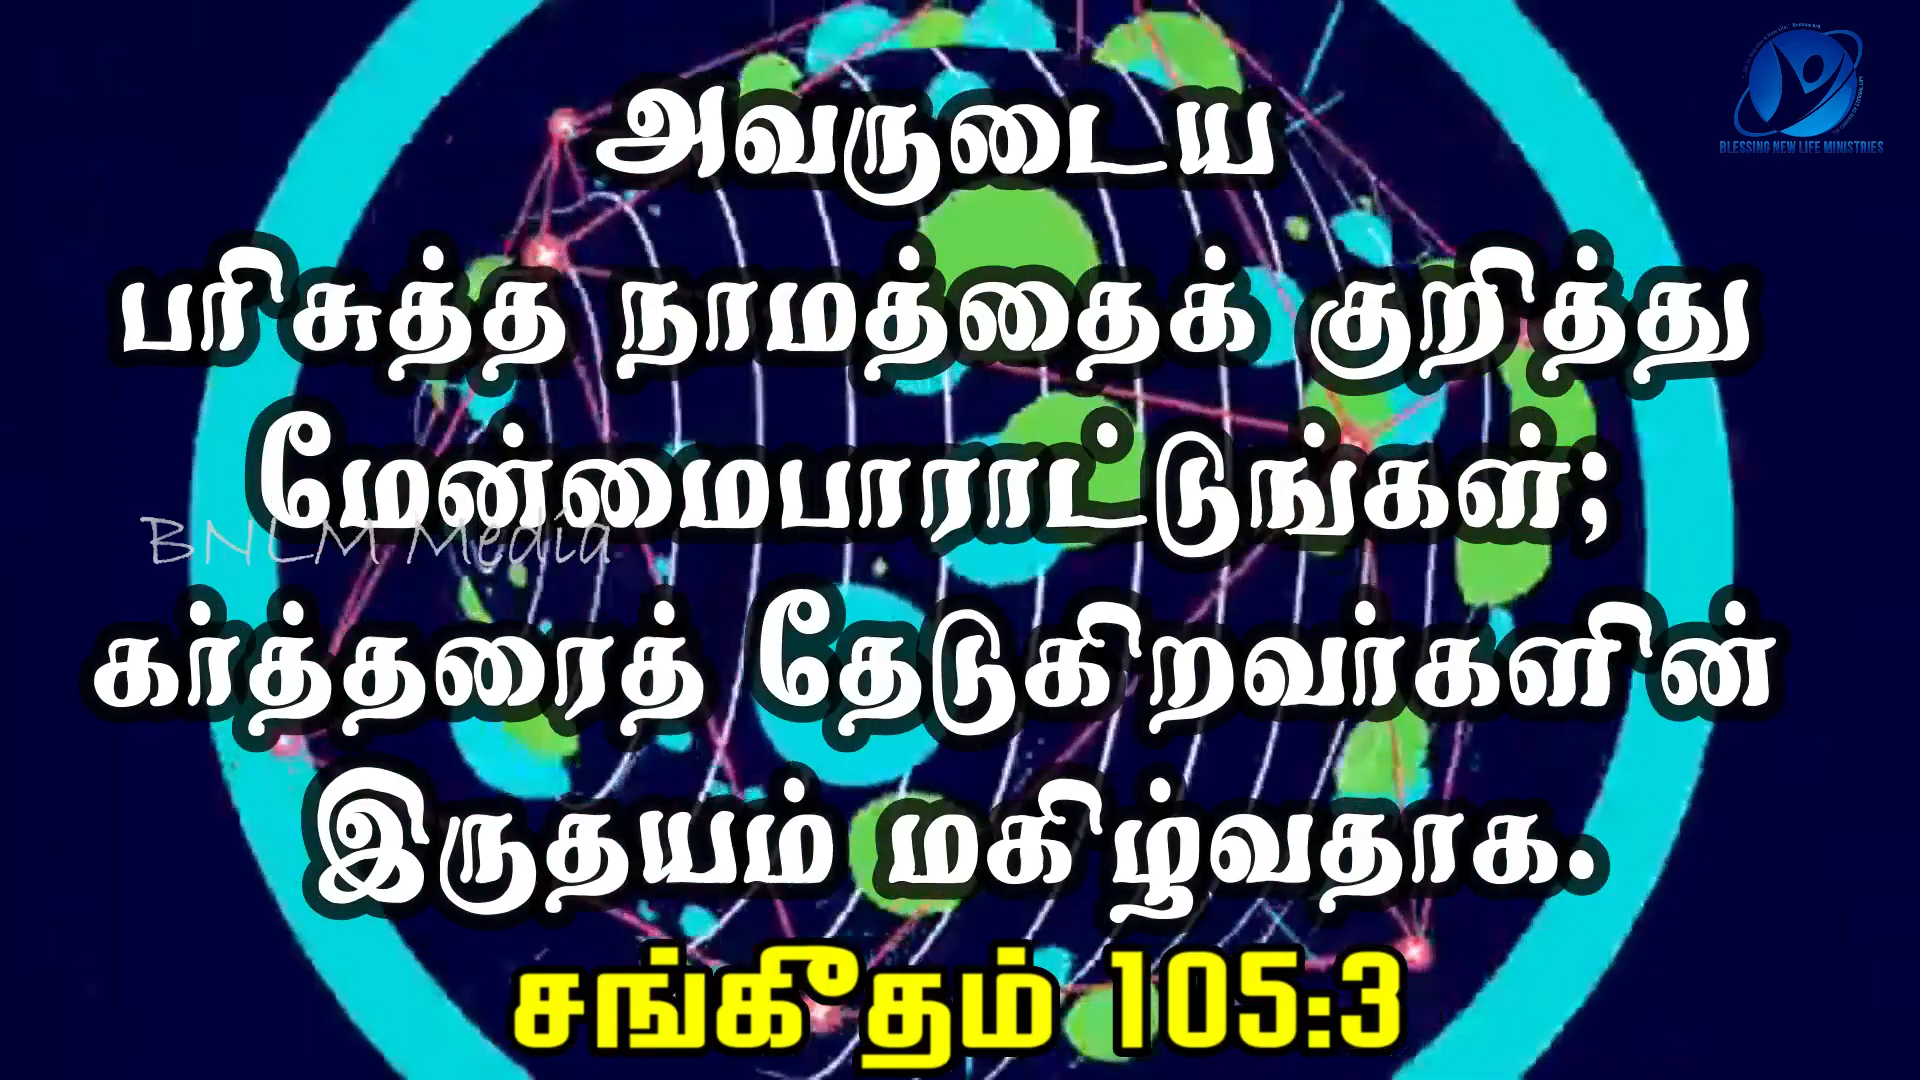 அவருடைய
பரிசுத்த நாமத்தைக் குறித்து
மேன்மைபாராட்டுங்கள்;
கர்த்தரைத் தேடுகிறவர்களின்
இருதயம் மகிழ்வதாக.
சங்கீதம் 105:3
BNLM Media
BLESSING NEW LIFE MINISTRIES